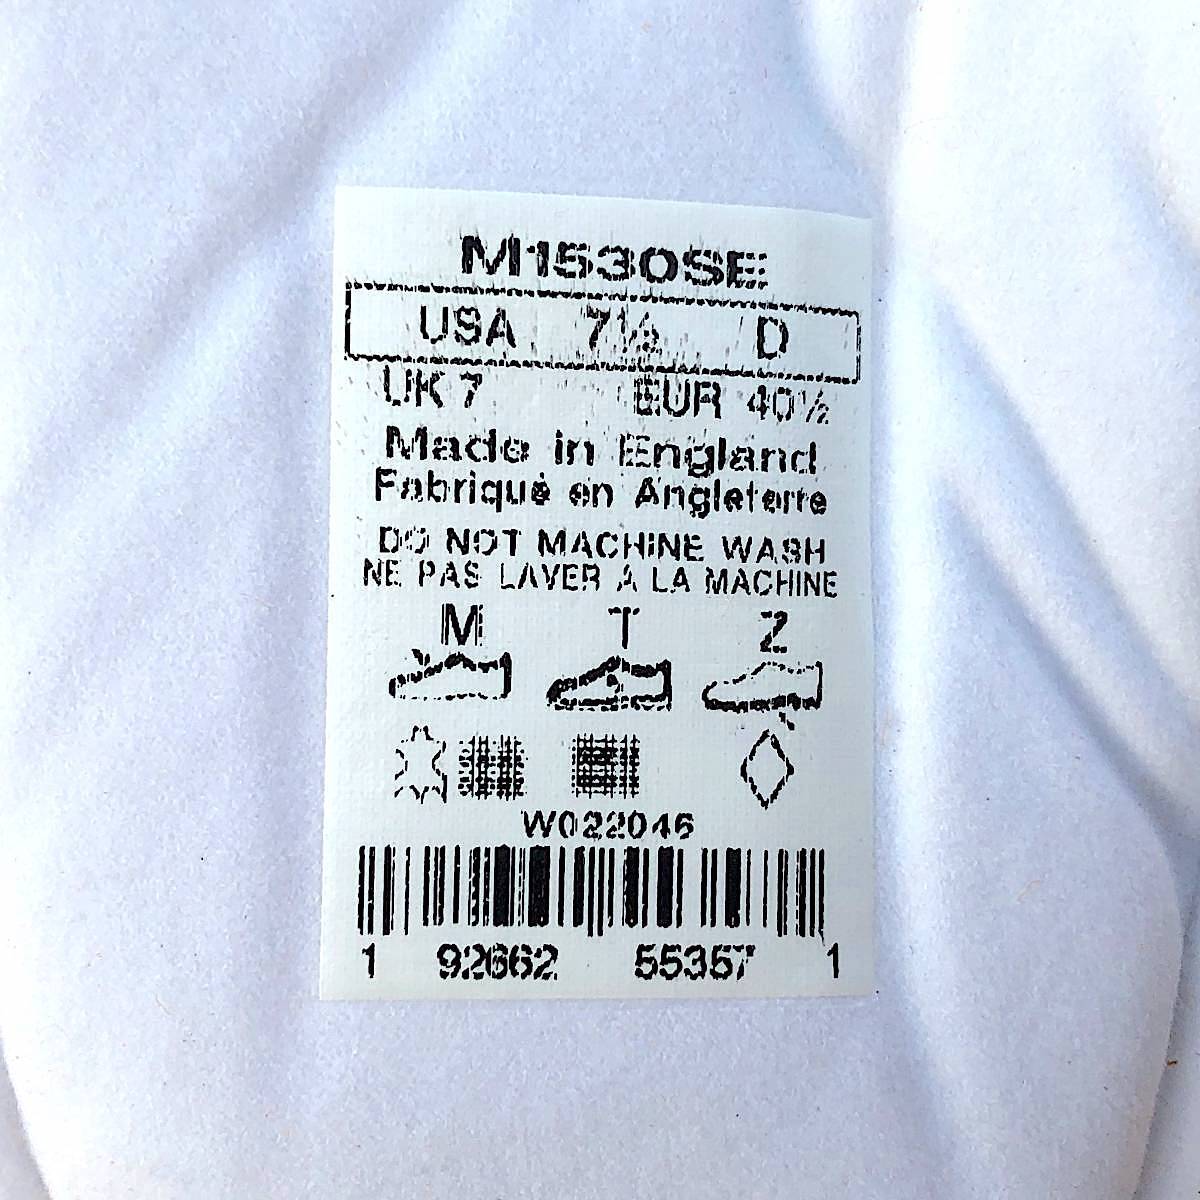 M1530SE
USA 7½ D
UK 7 EUR 40½
Made in England
Fabriqué en Angleterre
DO NOT MACHINE WASH
NE PAS LAVER A LA MACHINE
M T Z
W022046
1 92662 55357 1